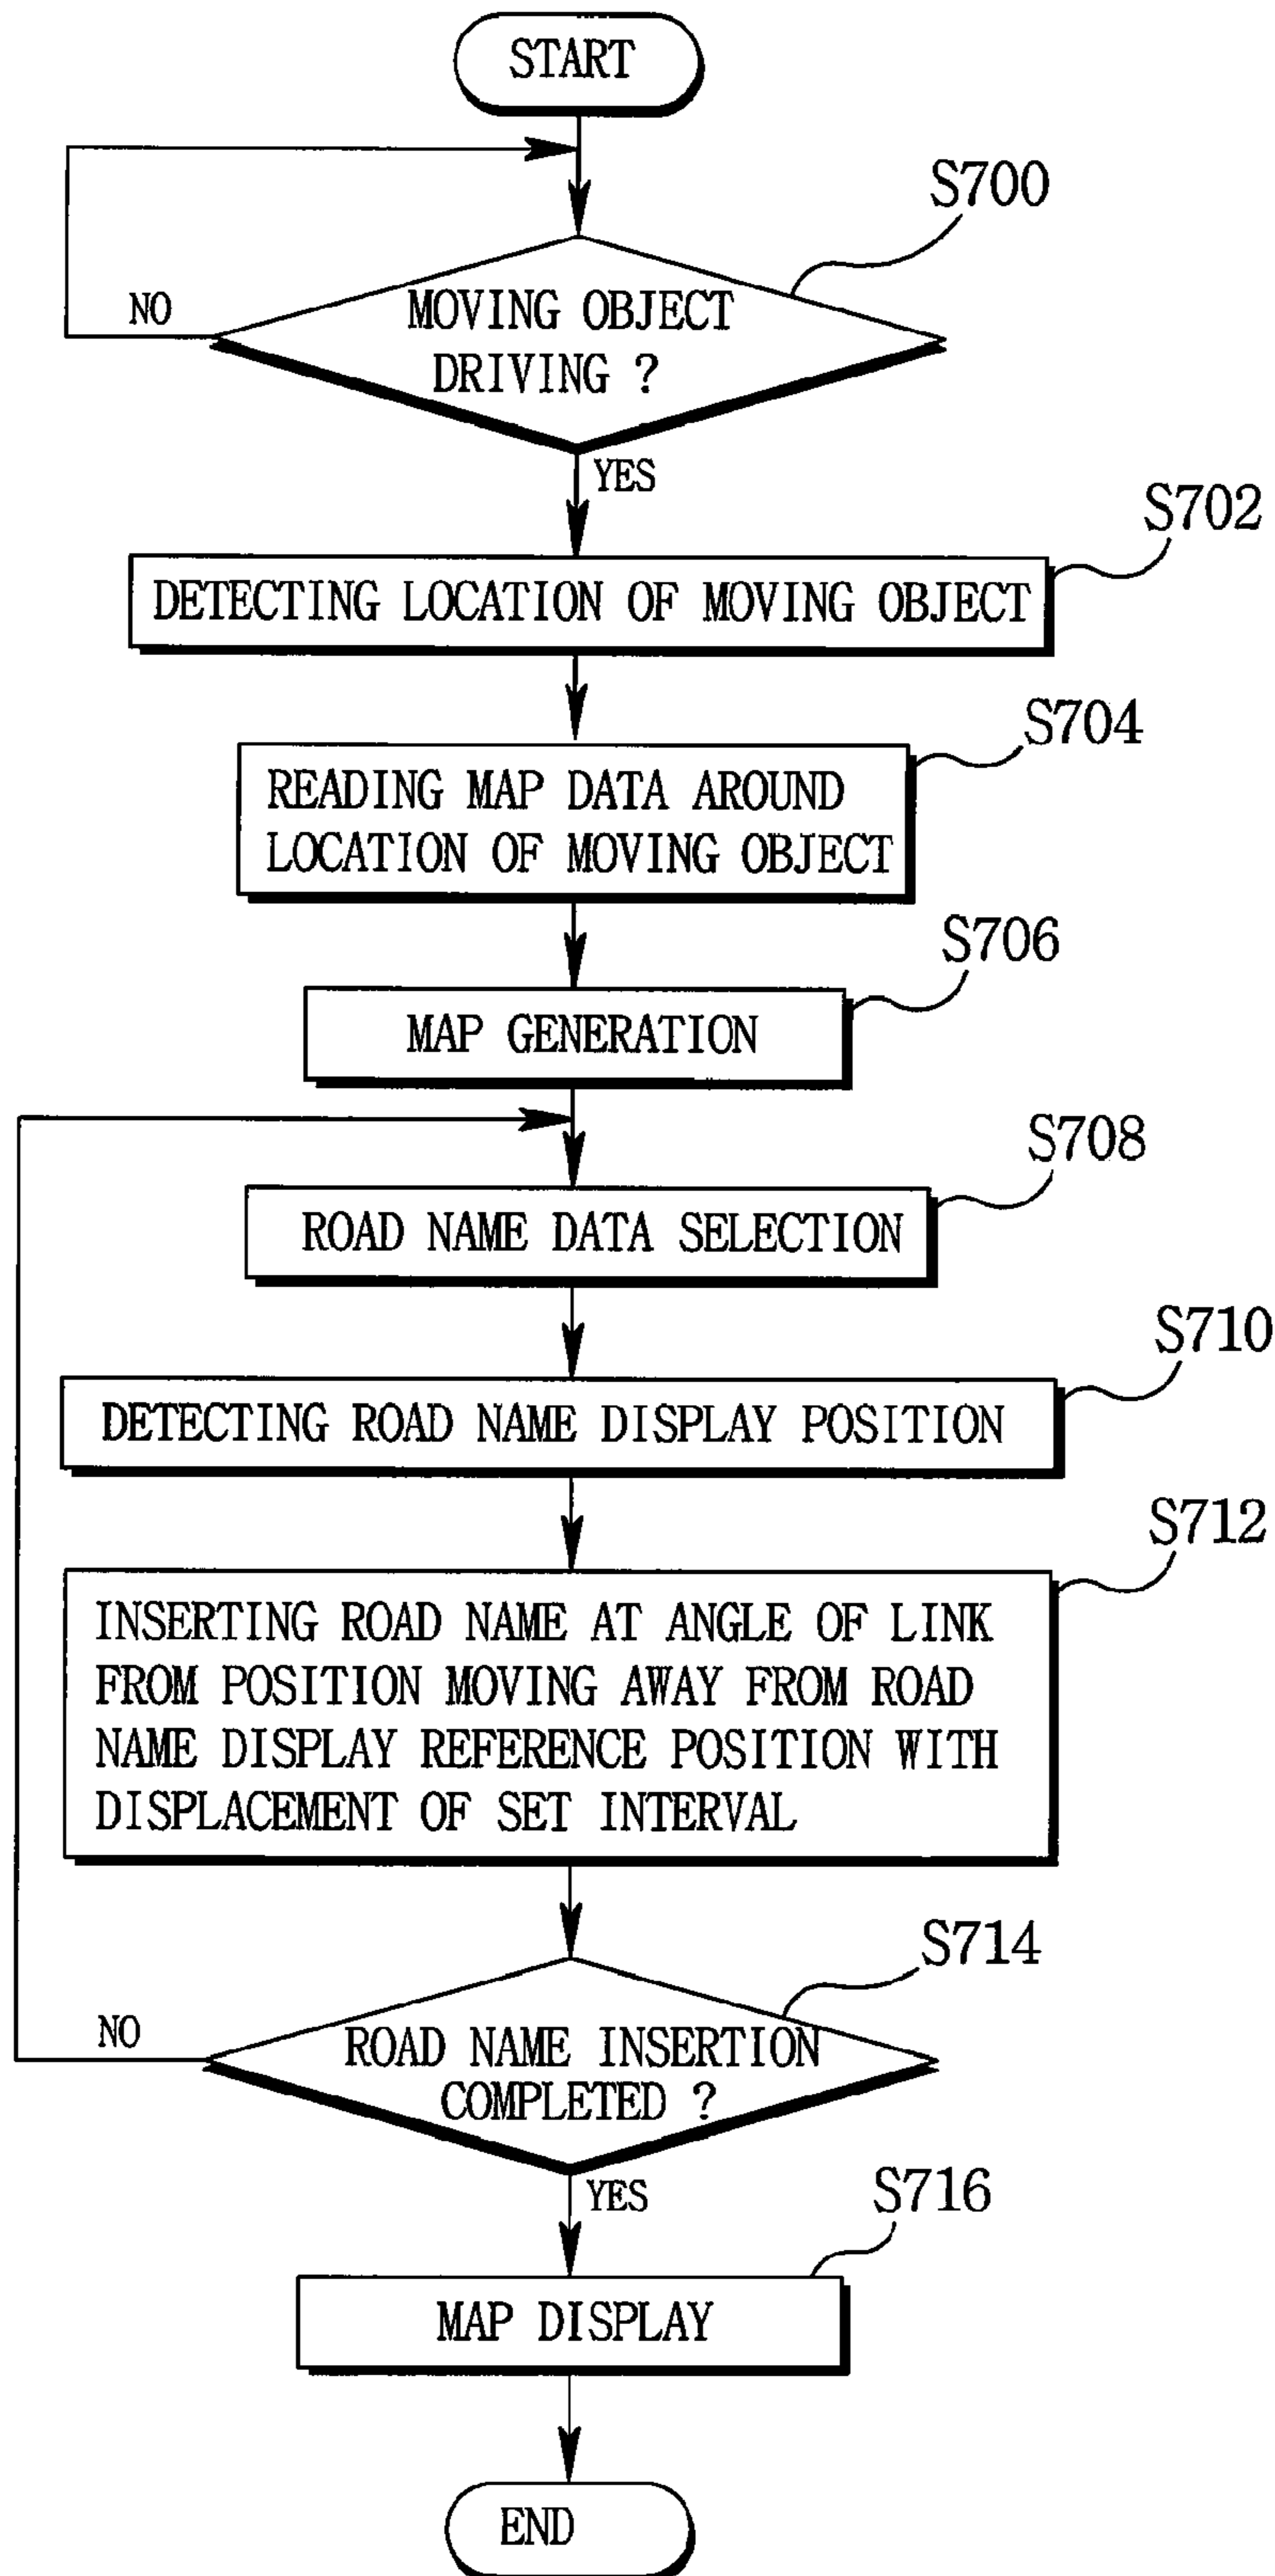 START
S700
MOVING OBJECT
DRIVING ?
NO
YES
S702
DETECTING LOCATION OF MOVING OBJECT
S704
READING MAP DATA AROUND
LOCATION OF MOVING OBJECT
S706
MAP GENERATION
S708
ROAD NAME DATA SELECTION
S710
DETECTING ROAD NAME DISPLAY POSITION
S712
INSERTING ROAD NAME AT ANGLE OF LINK
FROM POSITION MOVING AWAY FROM ROAD
NAME DISPLAY REFERENCE POSITION WITH
DISPLACEMENT OF SET INTERVAL
S714
NO
ROAD NAME INSERTION
COMPLETED ?
YES
S716
MAP DISPLAY
END